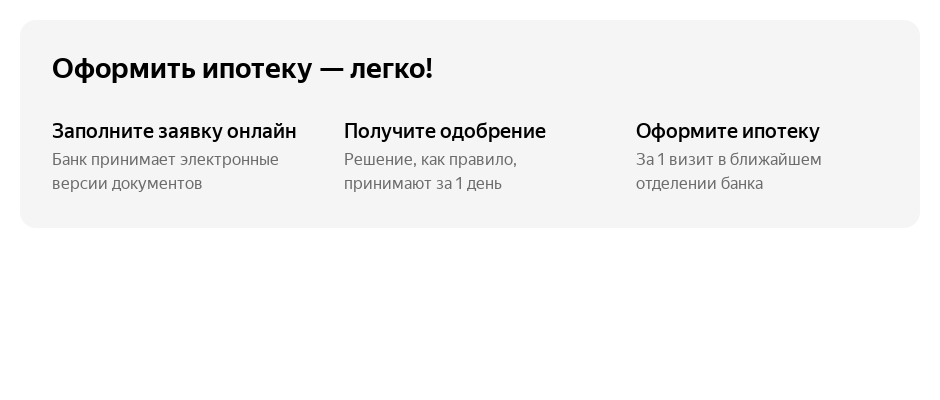 Оформить ипотеку — легко!
Заполните заявку онлайн
Банк принимает электронные
версии документов
Получите одобрение
Решение, как правило,
принимают за 1 день
Оформите ипотеку
За 1 визит в ближайшем
отделении банка